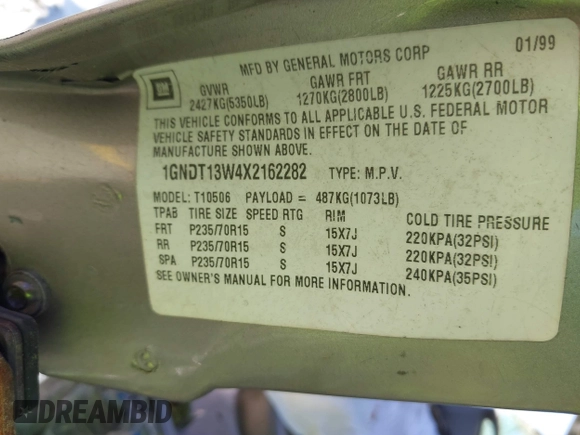 MFD BY GENERAL MOTORS CORP 01/99
GM GVWR GAWR FRT GAWR RR
2427KG(5350LB) 1270KG(2800LB) 1225KG(2700LB)
THIS VEHICLE CONFORMS TO ALL APPLICABLE U.S. FEDERAL MOTOR
VEHICLE SAFETY STANDARDS IN EFFECT ON THE DATE OF
MANUFACTURE SHOWN ABOVE.
1GNDT13W4X2162282 TYPE: M.P.V.
MODEL: T10506 PAYLOAD = 487KG(1073LB)
TPAB TIRE SIZE SPEED RTG RIM COLD TIRE PRESSURE
FRT P235/70R15 S 15X7J 220KPA(32PSI)
RR P235/70R15 S 15X7J 220KPA(32PSI)
SPA P235/70R15 S 15X7J 240KPA(35PSI)
SEE OWNER'S MANUAL FOR MORE INFORMATION.
DREAMBID